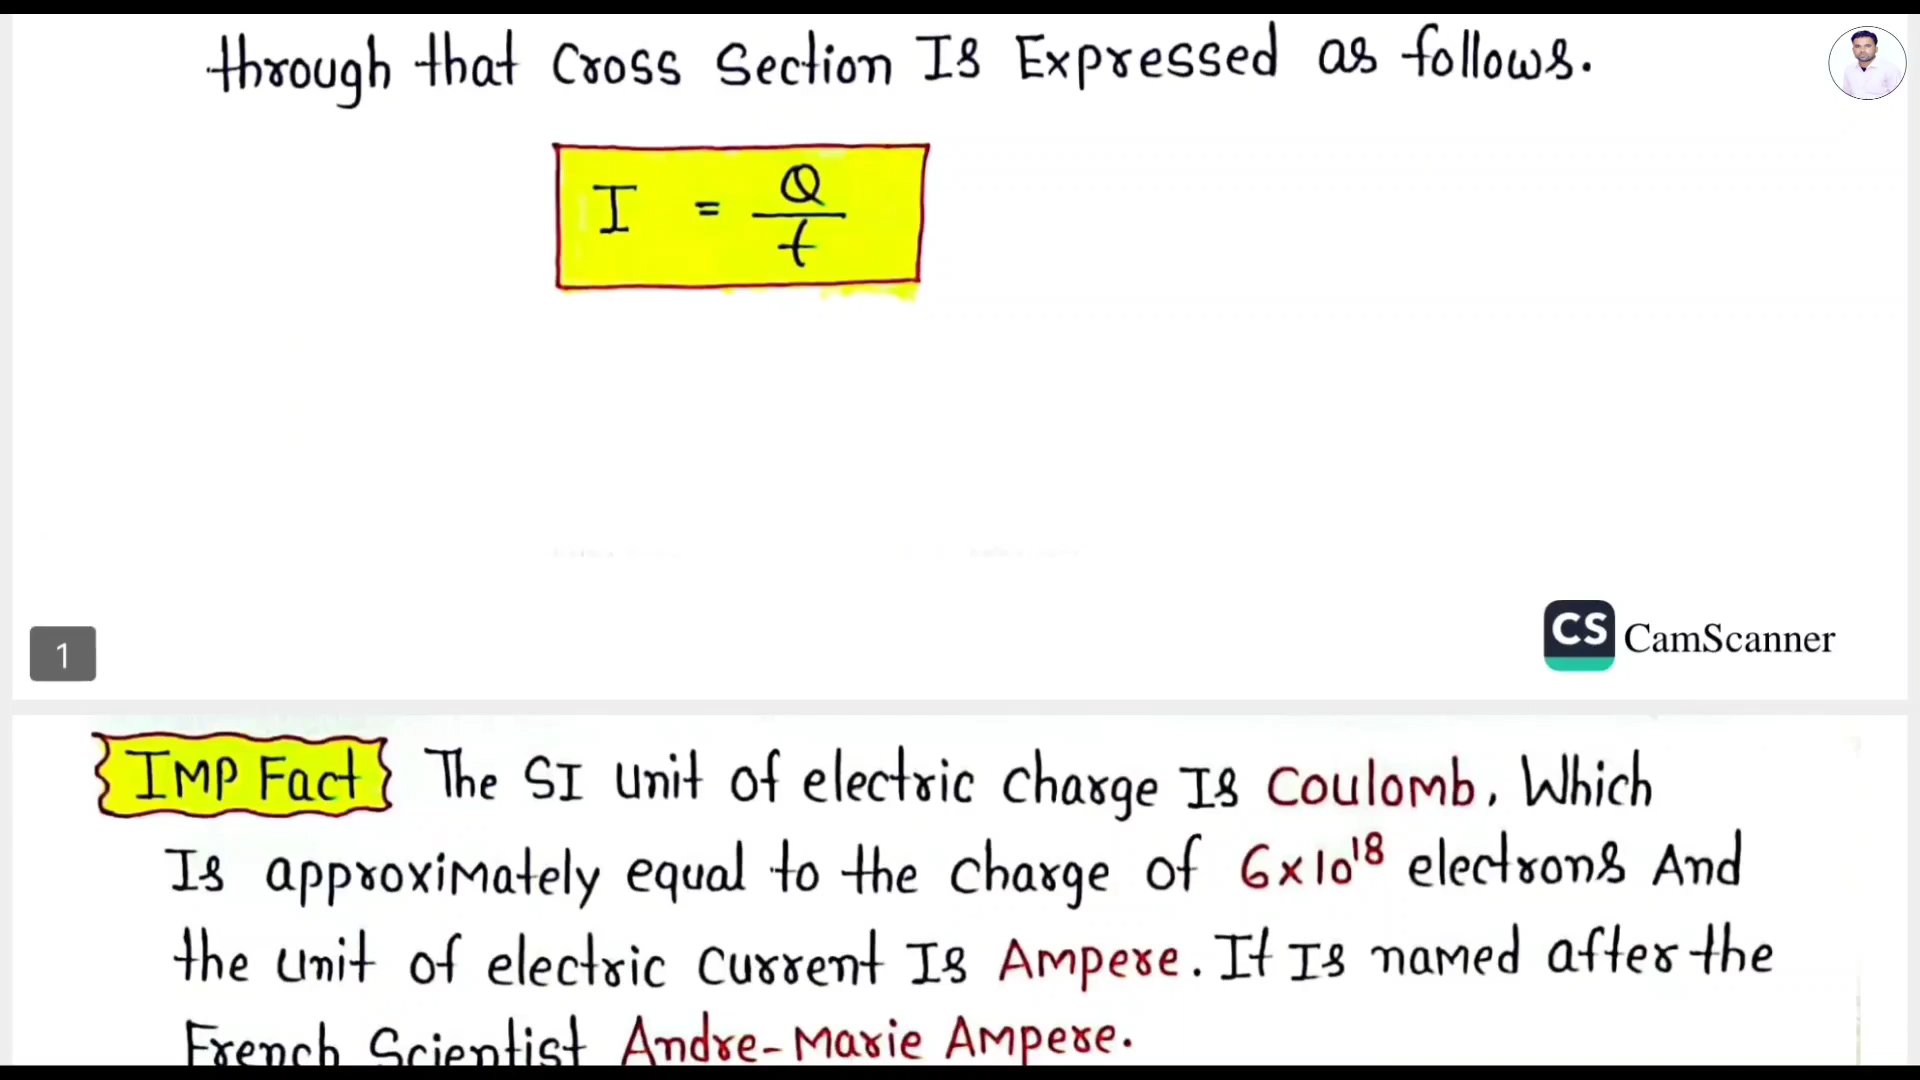 through that Cross Section Is Expressed as follows.
I = Q/t
1
CS CamScanner
IMP Fact The SI unit of electric charge Is Coulomb, Which
Is approximately equal to the charge of 6x10¹⁸ electrons And
the unit of electric current Is Ampere. It Is named after the
French Scientist Andre-Marie Ampere.